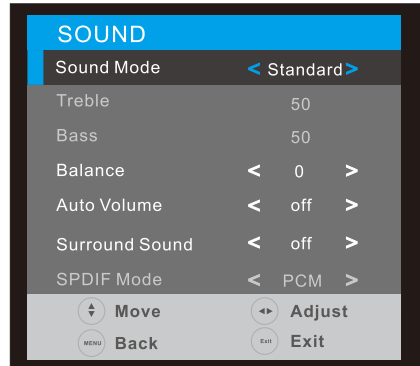 SOUND
Sound Mode < Standard >
Treble 50
Bass 50
Balance < 0 >
Auto Volume < off >
Surround Sound < off >
SPDIF Mode < PCM >
Move Adjust
MENU Back Exit Exit